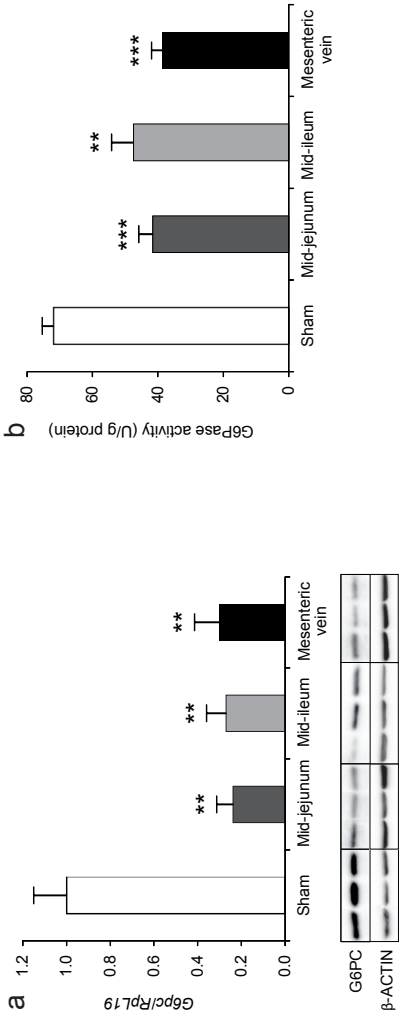 a
G6pc/RpL19
1.2
1.0
0.8
0.6
0.4
0.2
0.0
**
**
**
Sham
Mid-jejunum
Mid-ileum
Mesenteric
vein
G6PC
β-ACTIN
b
G6Pase activity (U/g protein)
80
60
40
20
0
***
**
***
Sham
Mid-jejunum
Mid-ileum
Mesenteric
vein